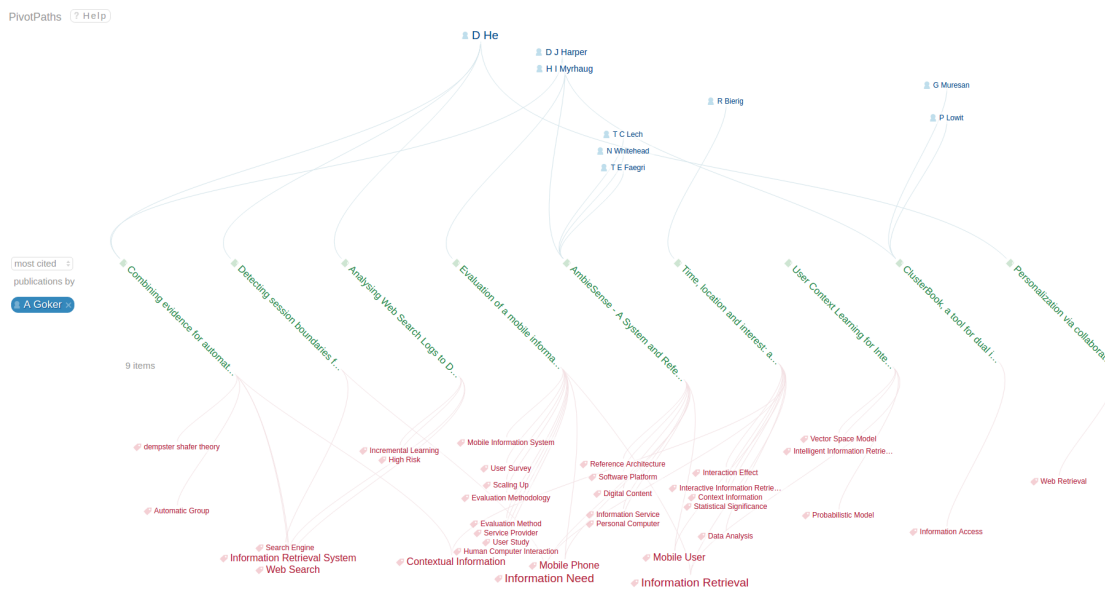 PivotPaths
? Help
D He
D J Harper
H I Myrhaug
G Muresan
R Bierig
P Lowit
T C Lech
N Whitehead
T E Faegri
most cited
publications by
A Goker ×
9 items
Combining evidence for automat...
Detecting session boundaries f...
Analysing Web Search Logs to D...
Evaluation of a mobile informa...
AmbieSense - A System and Refe...
Time, location and interest: a...
User Context Learning for Inte...
ClusterBook, a tool for dual i...
Personalization via collabora
dempster shafer theory
Automatic Group
Search Engine
Information Retrieval System
Web Search
Incremental Learning
High Risk
Contextual Information
Mobile Information System
User Survey
Scaling Up
Evaluation Methodology
Evaluation Method
Service Provider
User Study
Human Computer Interaction
Mobile Phone
Information Need
Reference Architecture
Software Platform
Digital Content
Information Service
Personal Computer
Mobile User
Information Retrieval
Interaction Effect
Interactive Information Retrie...
Context Information
Statistical Significance
Data Analysis
Vector Space Model
Intelligent Information Retrie...
Probabilistic Model
Information Access
Web Retrieval